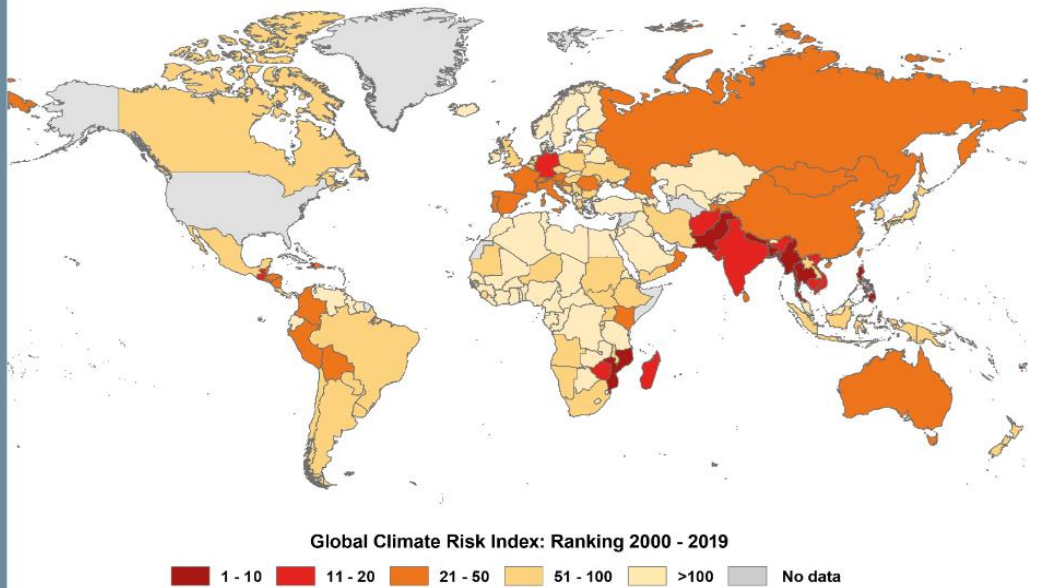 Global Climate Risk Index: Ranking 2000 - 2019
1 - 10 11 - 20 21 - 50 51 - 100 >100 No data